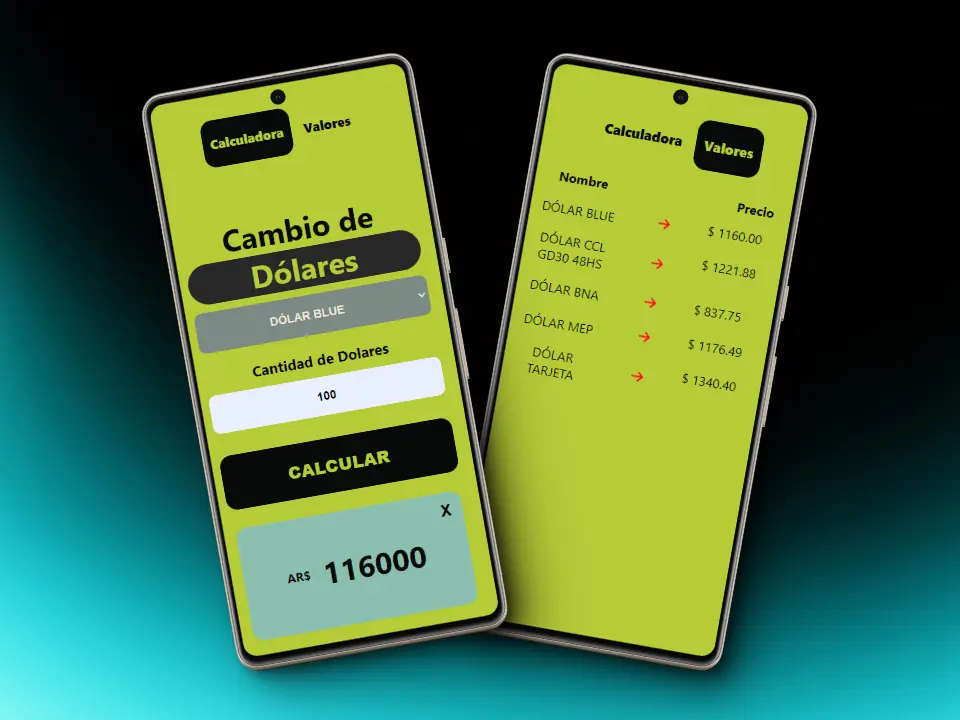 Calculadora Valores
Cambio de
Dólares
DÓLAR BLUE
Cantidad de Dolares
100
CALCULAR
X
AR$ 116000
Calculadora Valores
Nombre Precio
DÓLAR BLUE → $ 1160.00
DÓLAR CCL
GD30 48HS → $ 1221.88
DÓLAR BNA → $ 837.75
DÓLAR MEP → $ 1176.49
DÓLAR
TARJETA → $ 1340.40